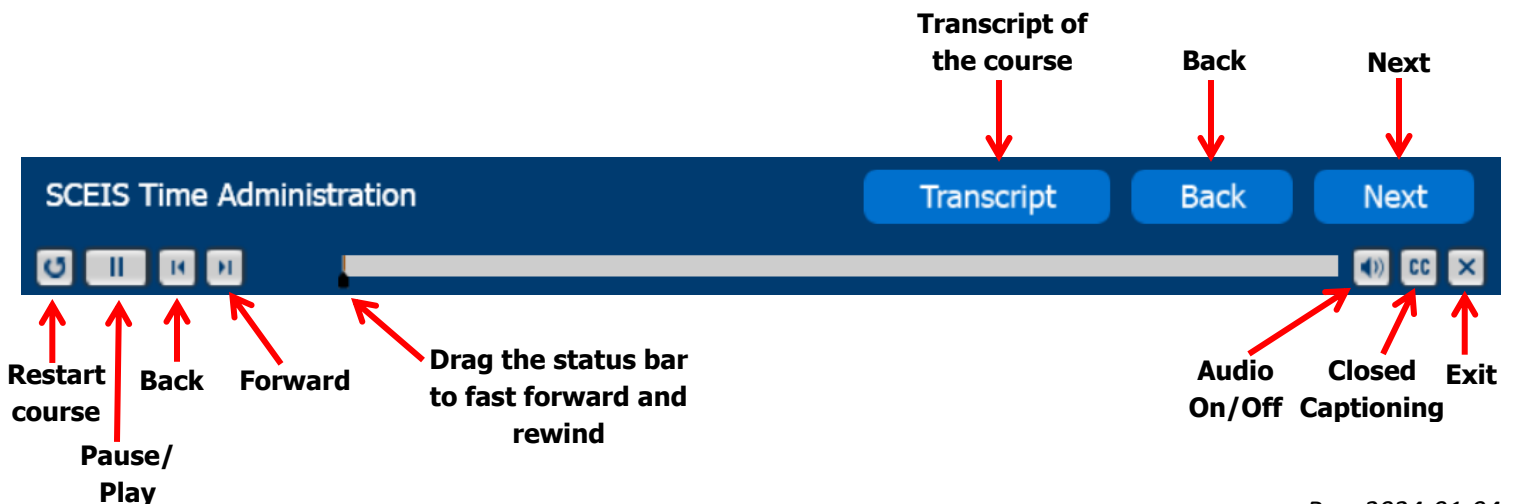 Transcript of
the course
Back
Next
SCEIS Time Administration
Transcript
Back
Next
CC
Restart
course
Pause/
Play
Back
Forward
Drag the status bar
to fast forward and
rewind
Audio
On/Off
Closed
Captioning
Exit